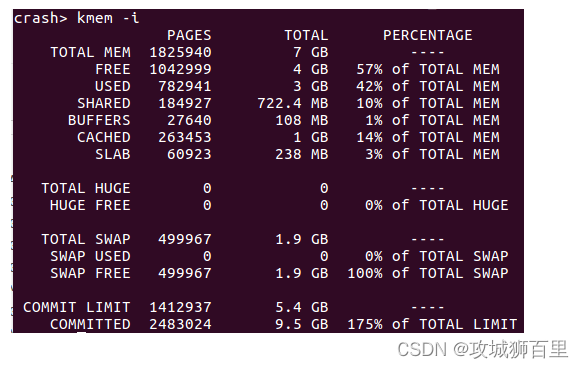 crash> kmem -i
PAGES TOTAL PERCENTAGE
TOTAL MEM 1825940 7 GB ----
FREE 1042999 4 GB 57% of TOTAL MEM
USED 782941 3 GB 42% of TOTAL MEM
SHARED 184927 722.4 MB 10% of TOTAL MEM
BUFFERS 27640 108 MB 1% of TOTAL MEM
CACHED 263453 1 GB 14% of TOTAL MEM
SLAB 60923 238 MB 3% of TOTAL MEM
TOTAL HUGE 0 0 ----
HUGE FREE 0 0 0% of TOTAL HUGE
TOTAL SWAP 499967 1.9 GB ----
SWAP USED 0 0 0% of TOTAL SWAP
SWAP FREE 499967 1.9 GB 100% of TOTAL SWAP
COMMIT LIMIT 1412937 5.4 GB ----
COMMITTED 2483024 9.5 GB 175% of TOTAL LIMIT
CSDN @攻城狮百里